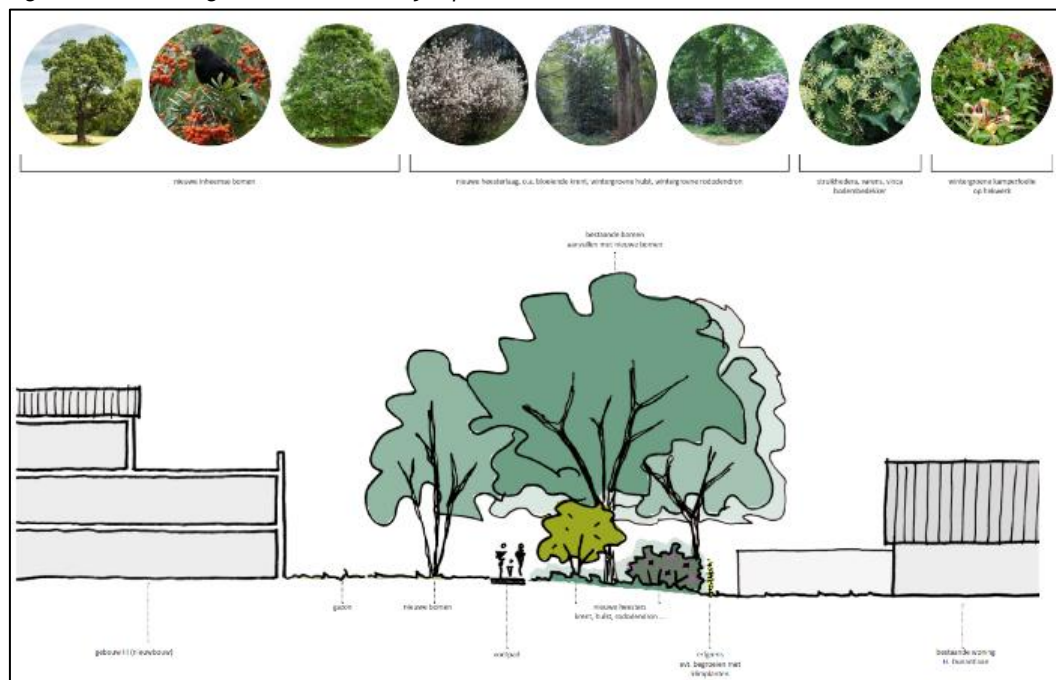 nieuwe inheemse bomen
nieuwe heesterlaag, o.a. bloeiende krent, wintergroene hulst, wintergroene rododendron
struikhedera, varens, vinca
bodembedekker
wintergroene kamperfoelie
op hekwerk
bestaande bomen
aanvullen met nieuwe bomen
gazon
nieuwe bomen
nieuwe heesters
krent, hulst, rododendron ...
gebouw (nieuwbouw)
voetpad
erfgrens
evt. begroeien met
klimplanten
bestaande woning